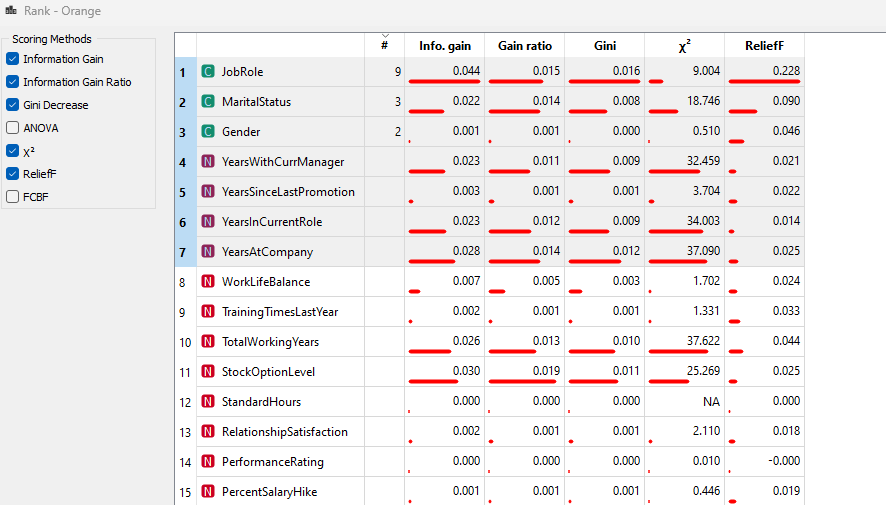 Rank - Orange
Scoring Methods
Information Gain
Information Gain Ratio
Gini Decrease
ANOVA
χ²
ReliefF
FCBF
# Info. gain Gain ratio Gini χ² ReliefF
1 C JobRole 9 0.044 0.015 0.016 9.004 0.228
2 C MaritalStatus 3 0.022 0.014 0.008 18.746 0.090
3 C Gender 2 0.001 0.001 0.000 0.510 0.046
4 N YearsWithCurrManager 0.023 0.011 0.009 32.459 0.021
5 N YearsSinceLastPromotion 0.003 0.001 0.001 3.704 0.022
6 N YearsInCurrentRole 0.023 0.012 0.009 34.003 0.014
7 N YearsAtCompany 0.028 0.014 0.012 37.090 0.025
8 N WorkLifeBalance 0.007 0.005 0.003 1.702 0.024
9 N TrainingTimesLastYear 0.002 0.001 0.001 1.331 0.033
10 N TotalWorkingYears 0.026 0.013 0.010 37.622 0.044
11 N StockOptionLevel 0.030 0.019 0.011 25.269 0.025
12 N StandardHours 0.000 0.000 0.000 NA 0.000
13 N RelationshipSatisfaction 0.002 0.001 0.001 2.110 0.018
14 N PerformanceRating 0.000 0.000 0.000 0.010 -0.000
15 N PercentSalaryHike 0.001 0.001 0.001 0.446 0.019